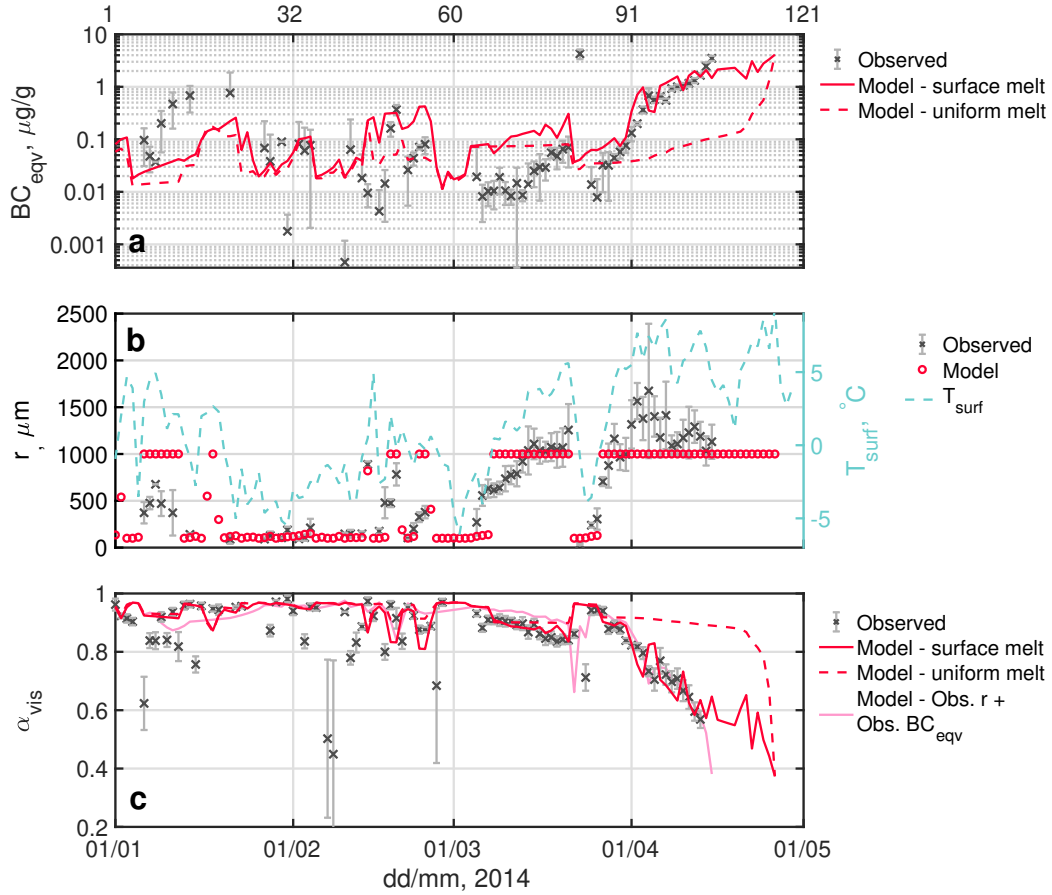 1 32 60 91 121
10
1
0.1
0.01
0.001
BC_eqv, μg/g
a
Observed
Model - surface melt
Model - uniform melt
2500
2000
1500
1000
500
0
r, μm
b
5
0
-5
T_surf, °C
Observed
Model
T_surf
1
0.8
0.6
0.4
0.2
α_vis
c
Observed
Model - surface melt
Model - uniform melt
Model - Obs. r +
Obs. BC_eqv
01/01 01/02 01/03 01/04 01/05
dd/mm, 2014